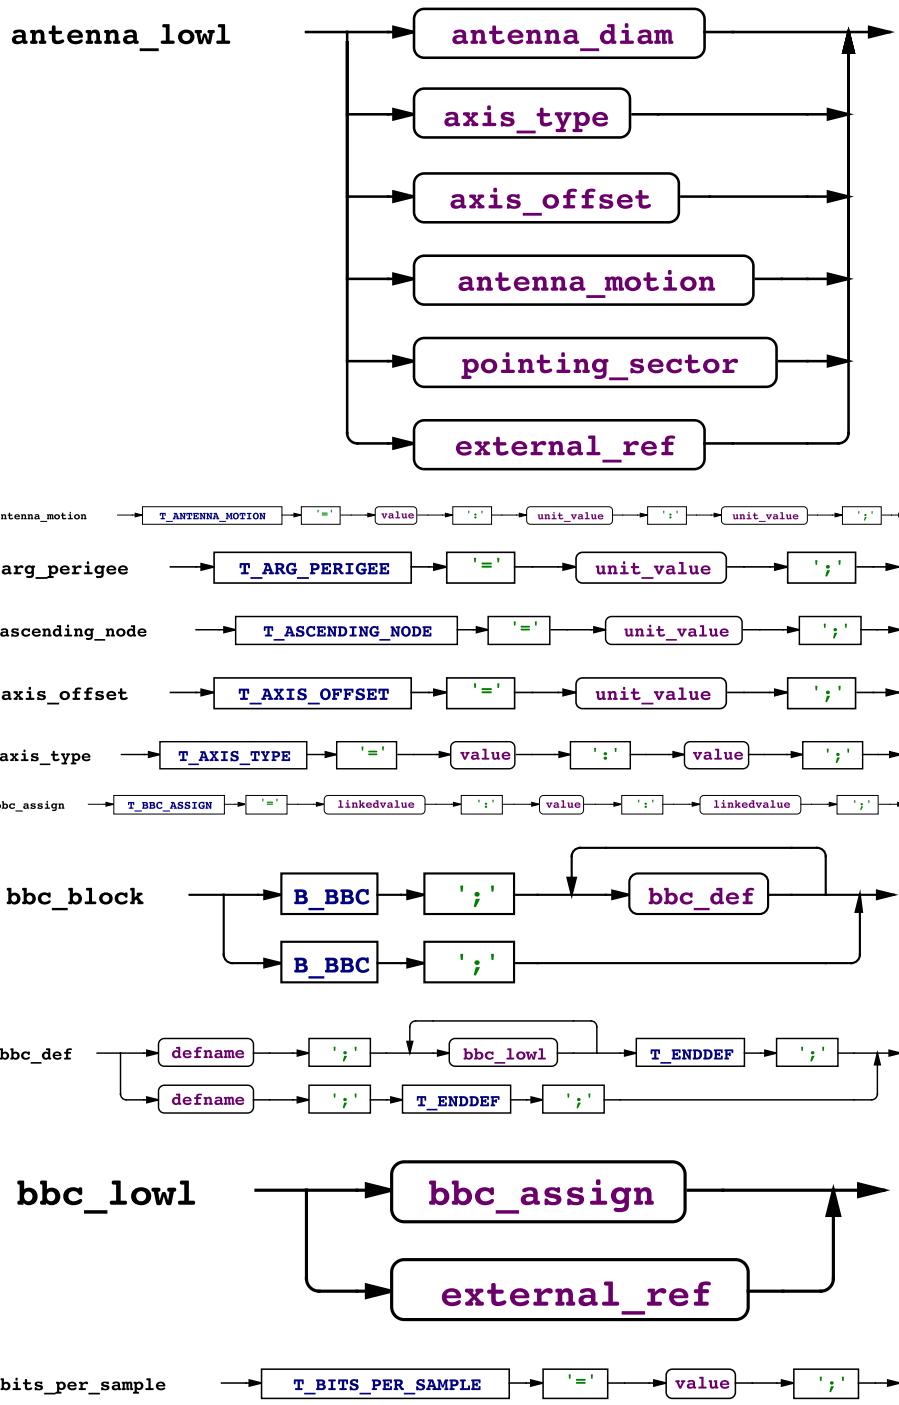 antenna_lowl antenna_diam
axis_type
axis_offset
antenna_motion
pointing_sector
external_ref
ntenna_motion T_ANTENNA_MOTION '=' value ':' unit_value ':' unit_value ';'
arg_perigee T_ARG_PERIGEE '=' unit_value ';'
ascending_node T_ASCENDING_NODE '=' unit_value ';'
axis_offset T_AXIS_OFFSET '=' unit_value ';'
axis_type T_AXIS_TYPE '=' value ':' value ';'
bbc_assign T_BBC_ASSIGN '=' linkedvalue ':' value ':' linkedvalue ';'
bbc_block B_BBC ';' bbc_def
B_BBC ';'
bbc_def defname ';' bbc_lowl T_ENDDEF ';'
defname ';' T_ENDDEF ';'
bbc_lowl bbc_assign
external_ref
bits_per_sample T_BITS_PER_SAMPLE '=' value ';'